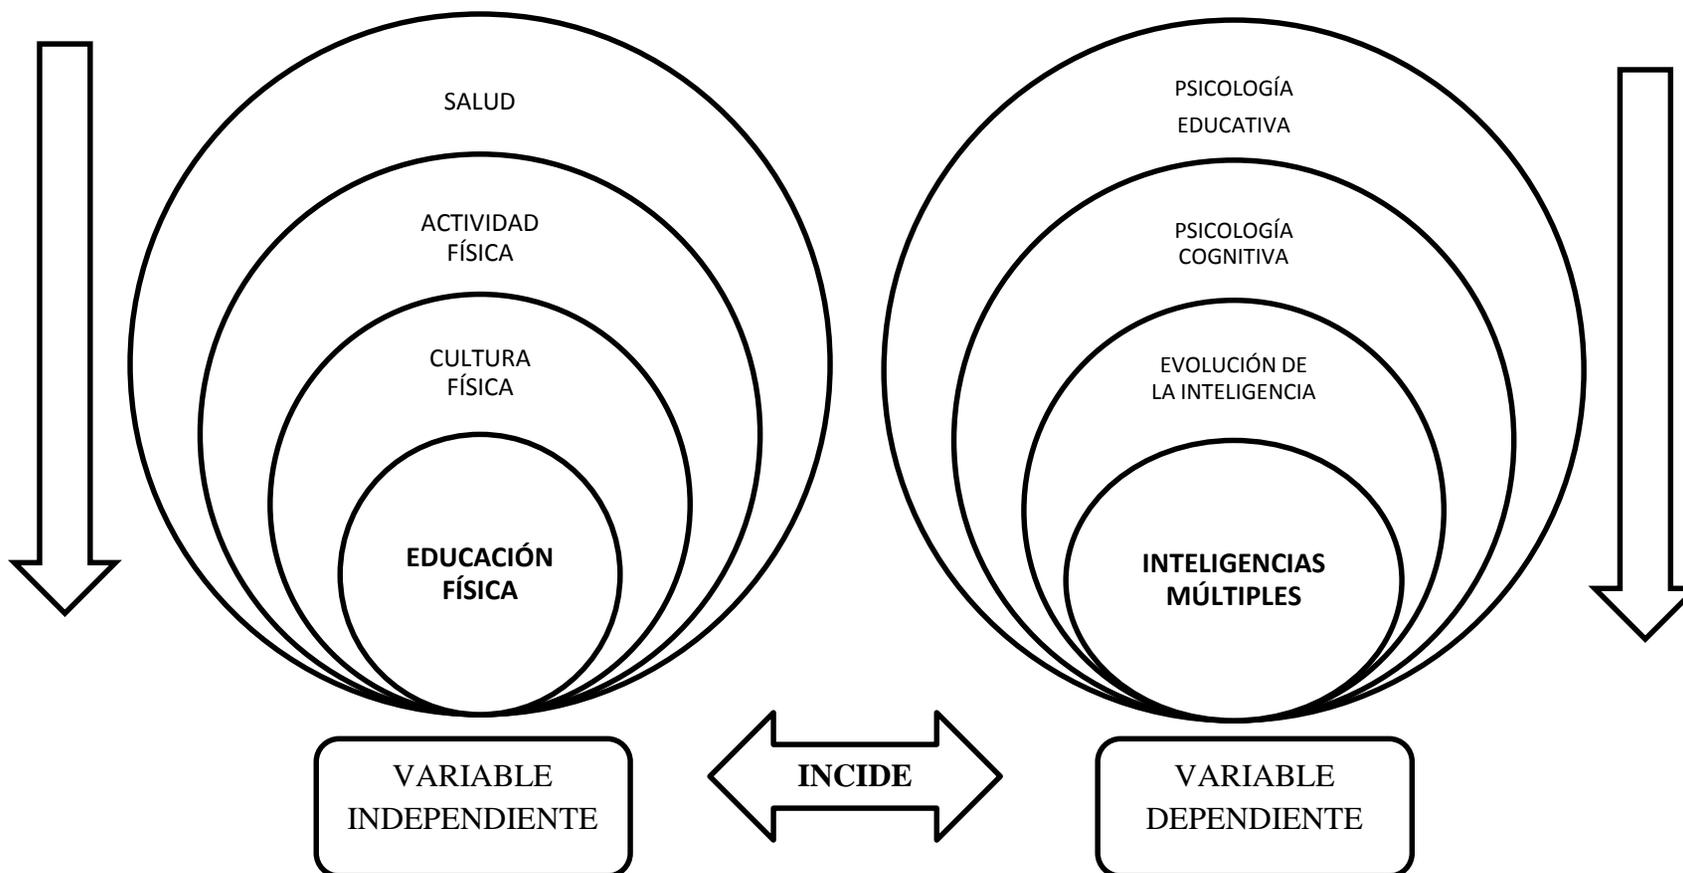 SALUD
ACTIVIDAD
FÍSICA
CULTURA
FÍSICA
EDUCACIÓN
FÍSICA
VARIABLE
INDEPENDIENTE
INCIDE
PSICOLOGÍA
EDUCATIVA
PSICOLOGÍA
COGNITIVA
EVOLUCIÓN DE
LA INTELIGENCIA
INTELIGENCIAS
MÚLTIPLES
VARIABLE
DEPENDIENTE